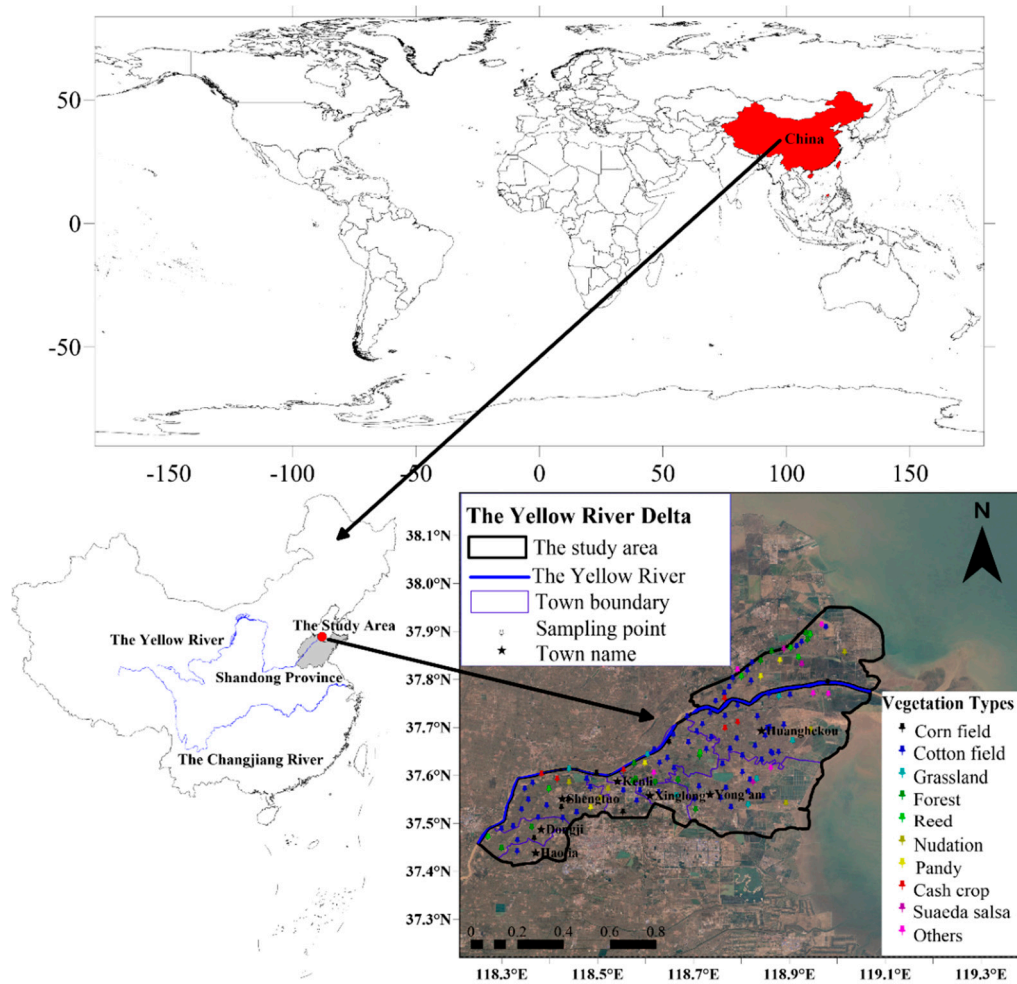 50
0
-50
-100
-50
0
50
100
150
China
The Yellow River
The Study Area
Shandong Province
The Changjiang River
38.1°N
38.0°N
37.9°N
37.8°N
37.7°N
37.6°N
37.5°N
37.4°N
37.3°N
The Yellow River Delta
The study area
The Yellow River
Town boundary
Sampling point
Town name
N
Huanghekou
Kenli
Shengtuo
Xinglong
Yong'an
Dongji
Haojia
Vegetation Types
Corn field
Cotton field
Grassland
Forest
Reed
Nudation
Pandy
Cash crop
Suaeda salsa
Others
0 0.2 0.4 0.6 0.8
118.3°E 118.5°E 118.7°E 118.9°E 119.1°E 119.3°E